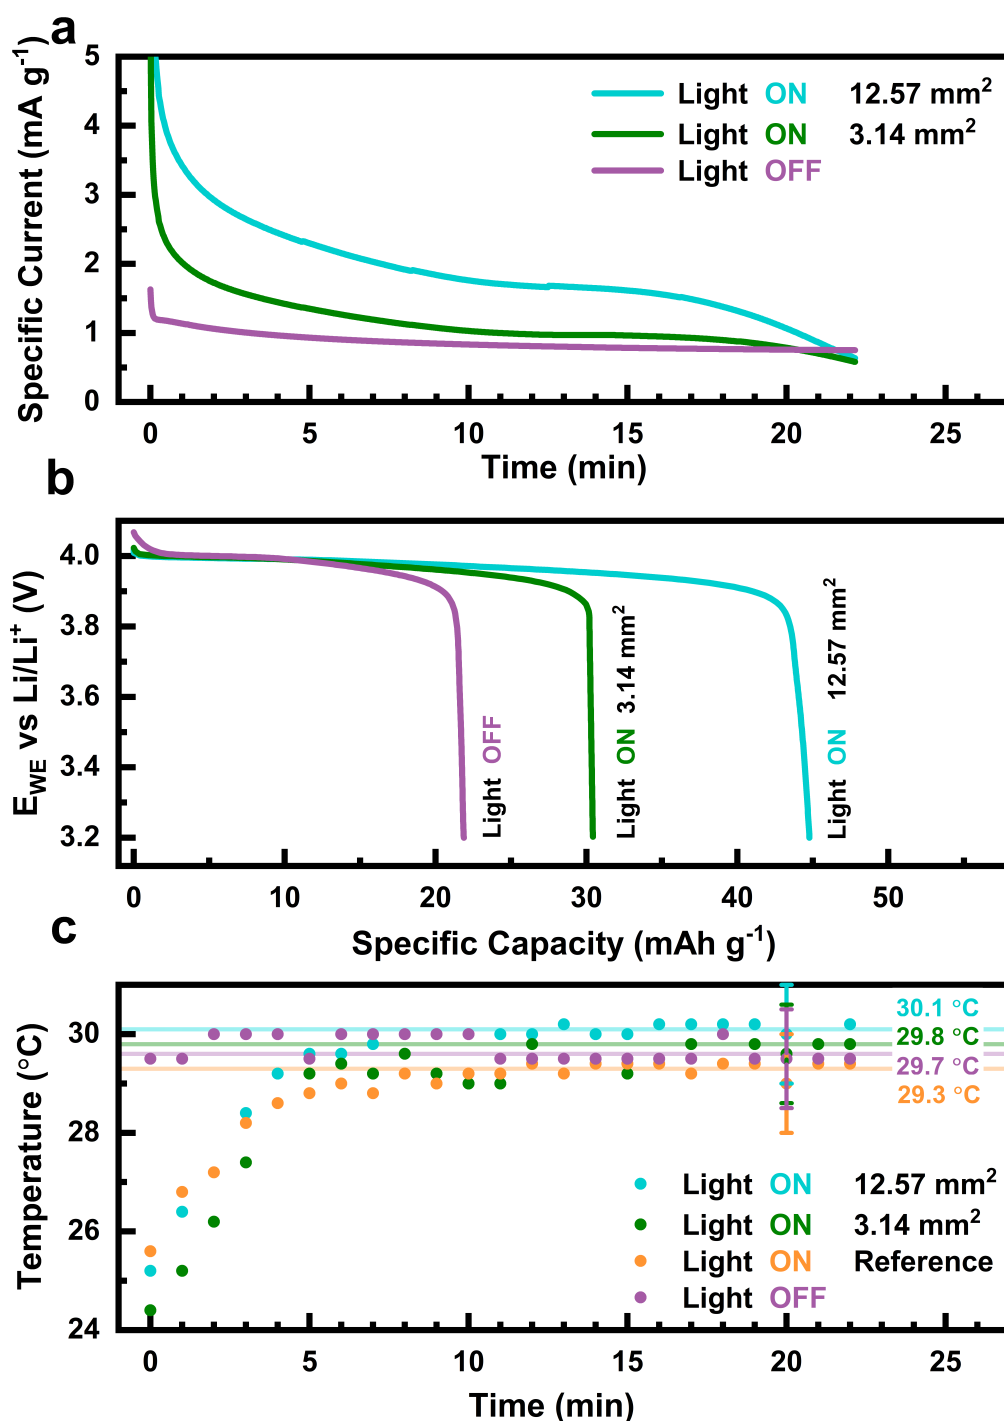 a
Specific Current (mA g⁻¹)
5
4
3
2
1
0
Light ON 12.57 mm²
Light ON 3.14 mm²
Light OFF
0 5 10 15 20 25
Time (min)
b
E_WE vs Li/Li⁺ (V)
4.0
3.8
3.6
3.4
3.2
Light OFF
Light ON 3.14 mm²
Light ON 12.57 mm²
0 10 20 30 40 50
Specific Capacity (mAh g⁻¹)
c
Temperature (°C)
30
28
26
24
30.1 °C
29.8 °C
29.7 °C
29.3 °C
Light ON 12.57 mm²
Light ON 3.14 mm²
Light ON Reference
Light OFF
0 5 10 15 20 25
Time (min)